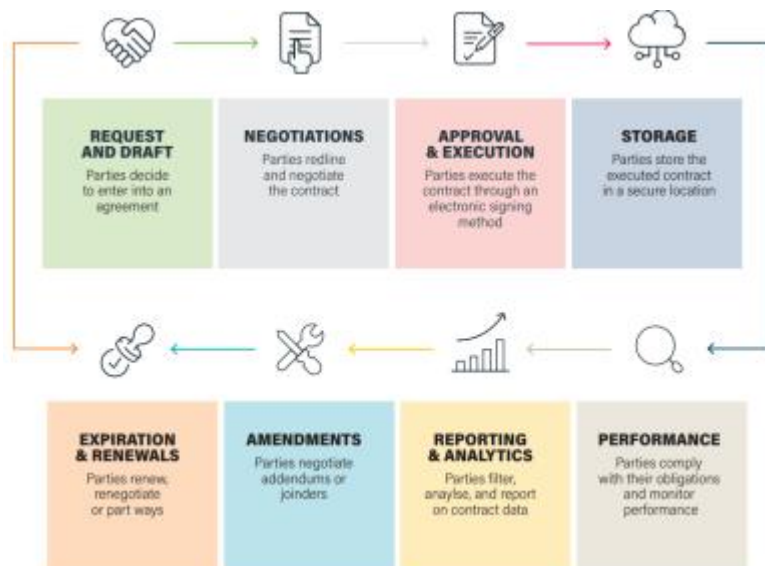 REQUEST
AND DRAFT
Parties decide
to enter into an
agreement
NEGOTIATIONS
Parties redline
and negotiate
the contract
APPROVAL
& EXECUTION
Parties execute the
contract through an
electronic signing
method
STORAGE
Parties store the
executed contract
in a secure location
EXPIRATION
& RENEWALS
Parties renew,
renegotiate
or part ways
AMENDMENTS
Parties negotiate
addendums or
joinders
REPORTING
& ANALYTICS
Parties filter,
anaylse, and report
on contract data
PERFORMANCE
Parties comply
with their obligations
and monitor
performance